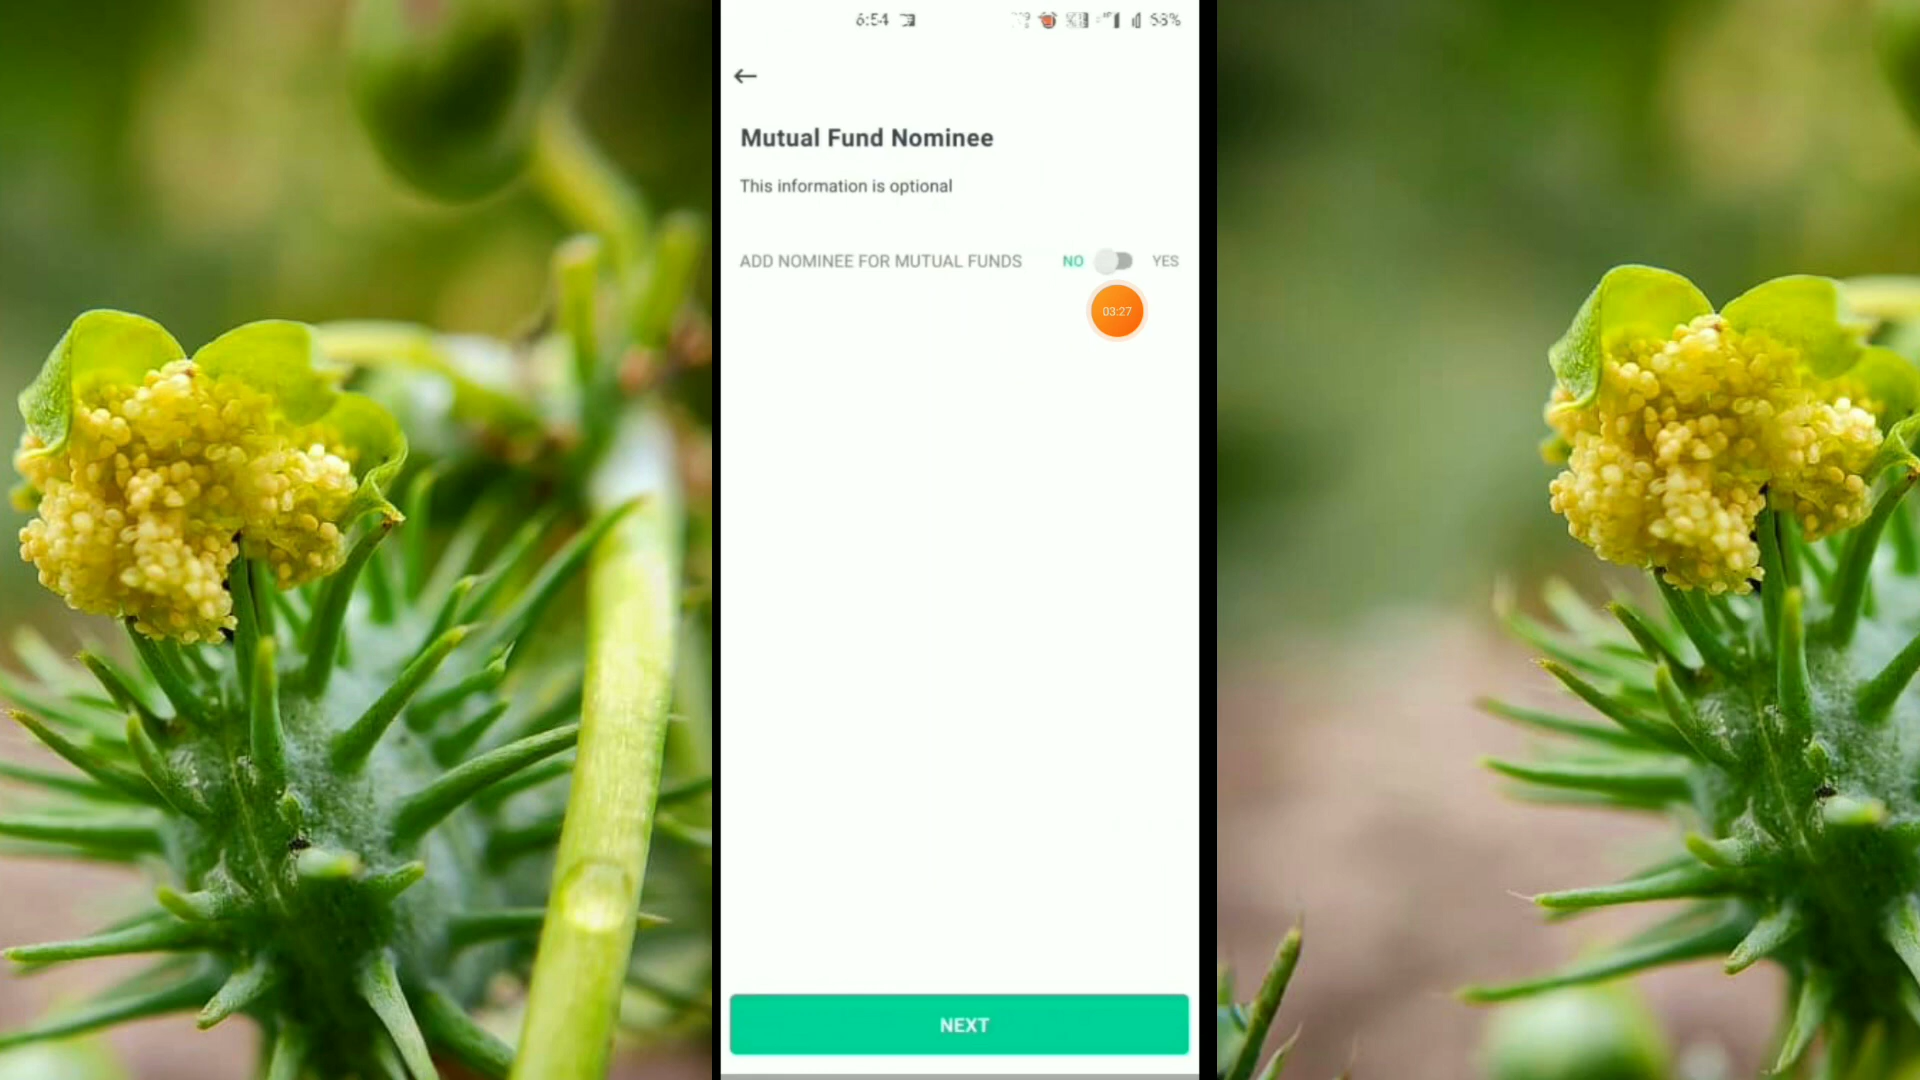 6:54 58%
Mutual Fund Nominee
This information is optional
ADD NOMINEE FOR MUTUAL FUNDS NO YES
03:27
NEXT